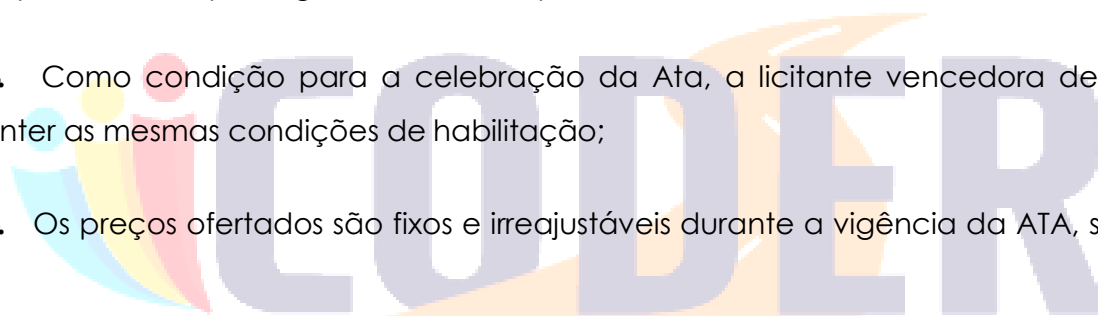 . Como condição para a celebração da Ata, a licitante vencedora de
nter as mesmas condições de habilitação;
. Os preços ofertados são fixos e irreajustáveis durante a vigência da ATA, s
CODER